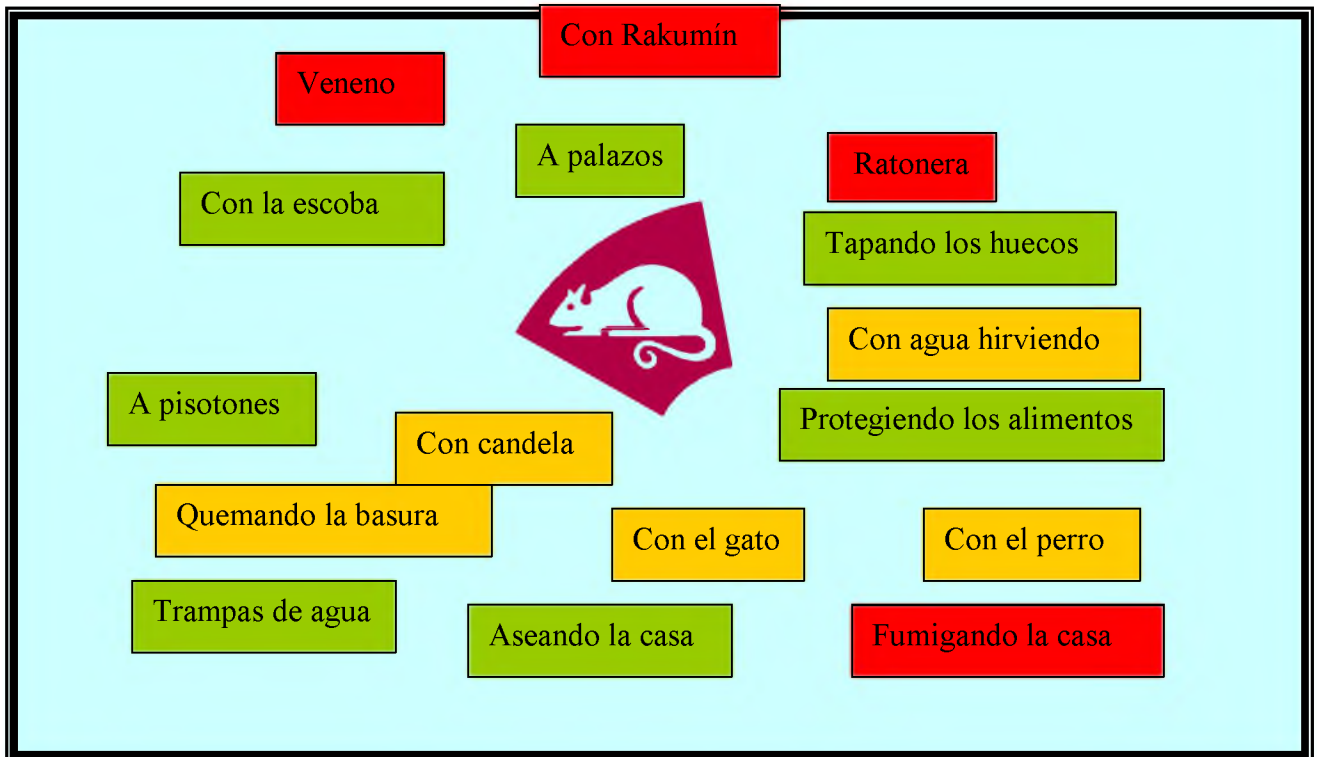 Con Rakumín
Veneno
A palazos
Ratonera
Con la escoba
Tapando los huecos
Con agua hirviendo
A pisotones
Protegiendo los alimentos
Con candela
Quemando la basura
Con el gato
Con el perro
Trampas de agua
Aseando la casa
Fumigando la casa